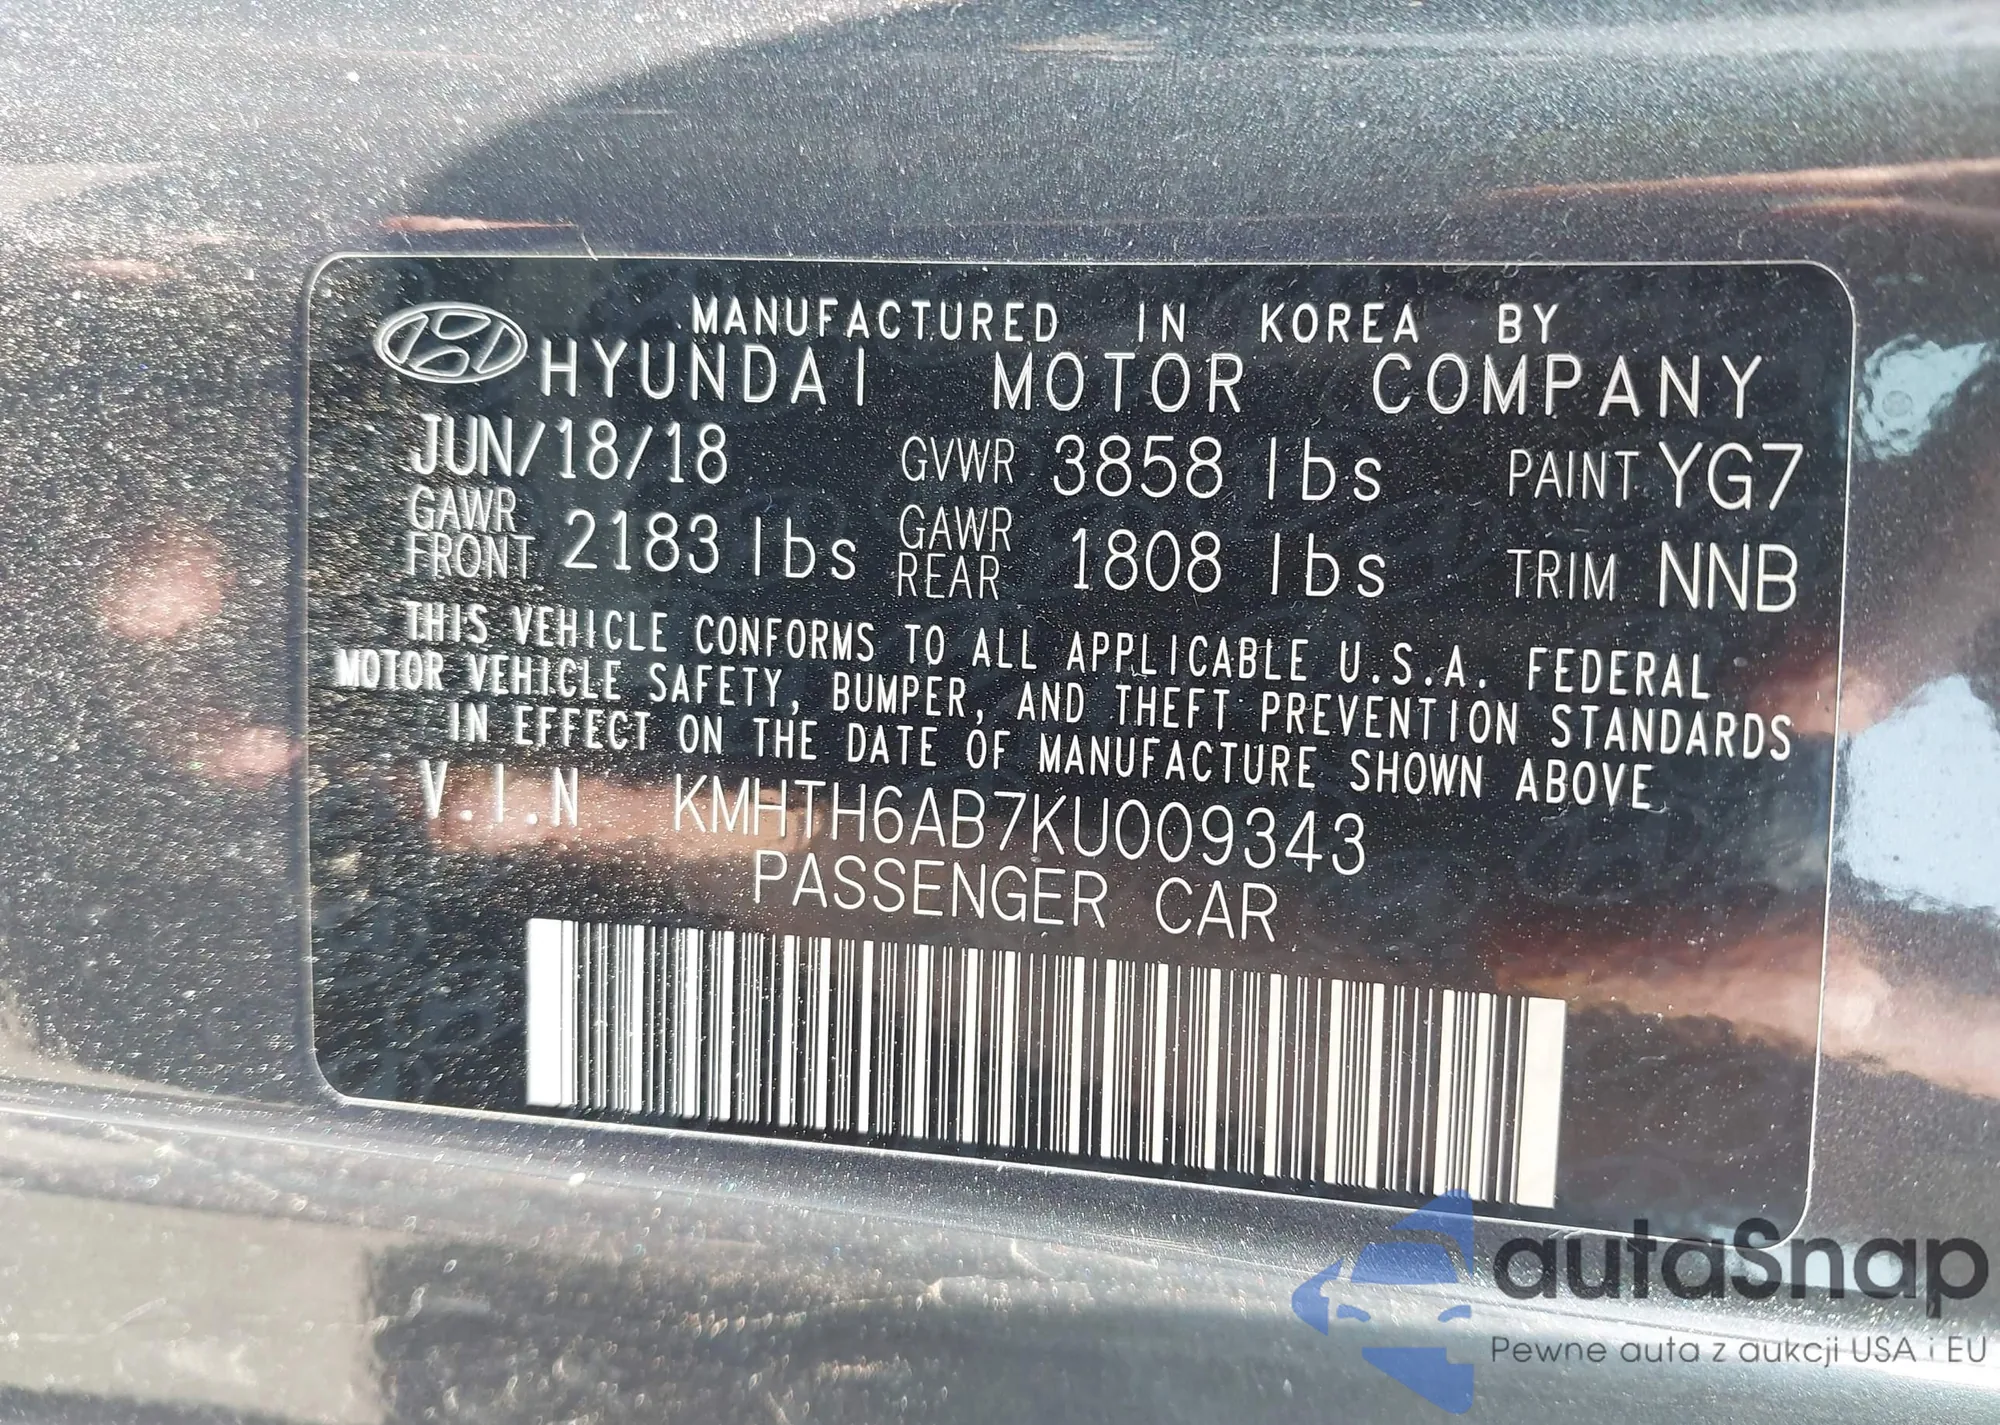 MANUFACTURED IN KOREA BY
HYUNDAI MOTOR COMPANY
JUN/18/18 GVWR 3858 lbs PAINT YG7
GAWR FRONT 2183 lbs GAWR REAR 1808 lbs TRIM NNB
THIS VEHICLE CONFORMS TO ALL APPLICABLE U.S.A. FEDERAL
MOTOR VEHICLE SAFETY, BUMPER, AND THEFT PREVENTION STANDARDS
IN EFFECT ON THE DATE OF MANUFACTURE SHOWN ABOVE
V.I.N KMHTH6AB7KU009343
PASSENGER CAR
autaSnap
Pewne auta z aukcji USA i EU